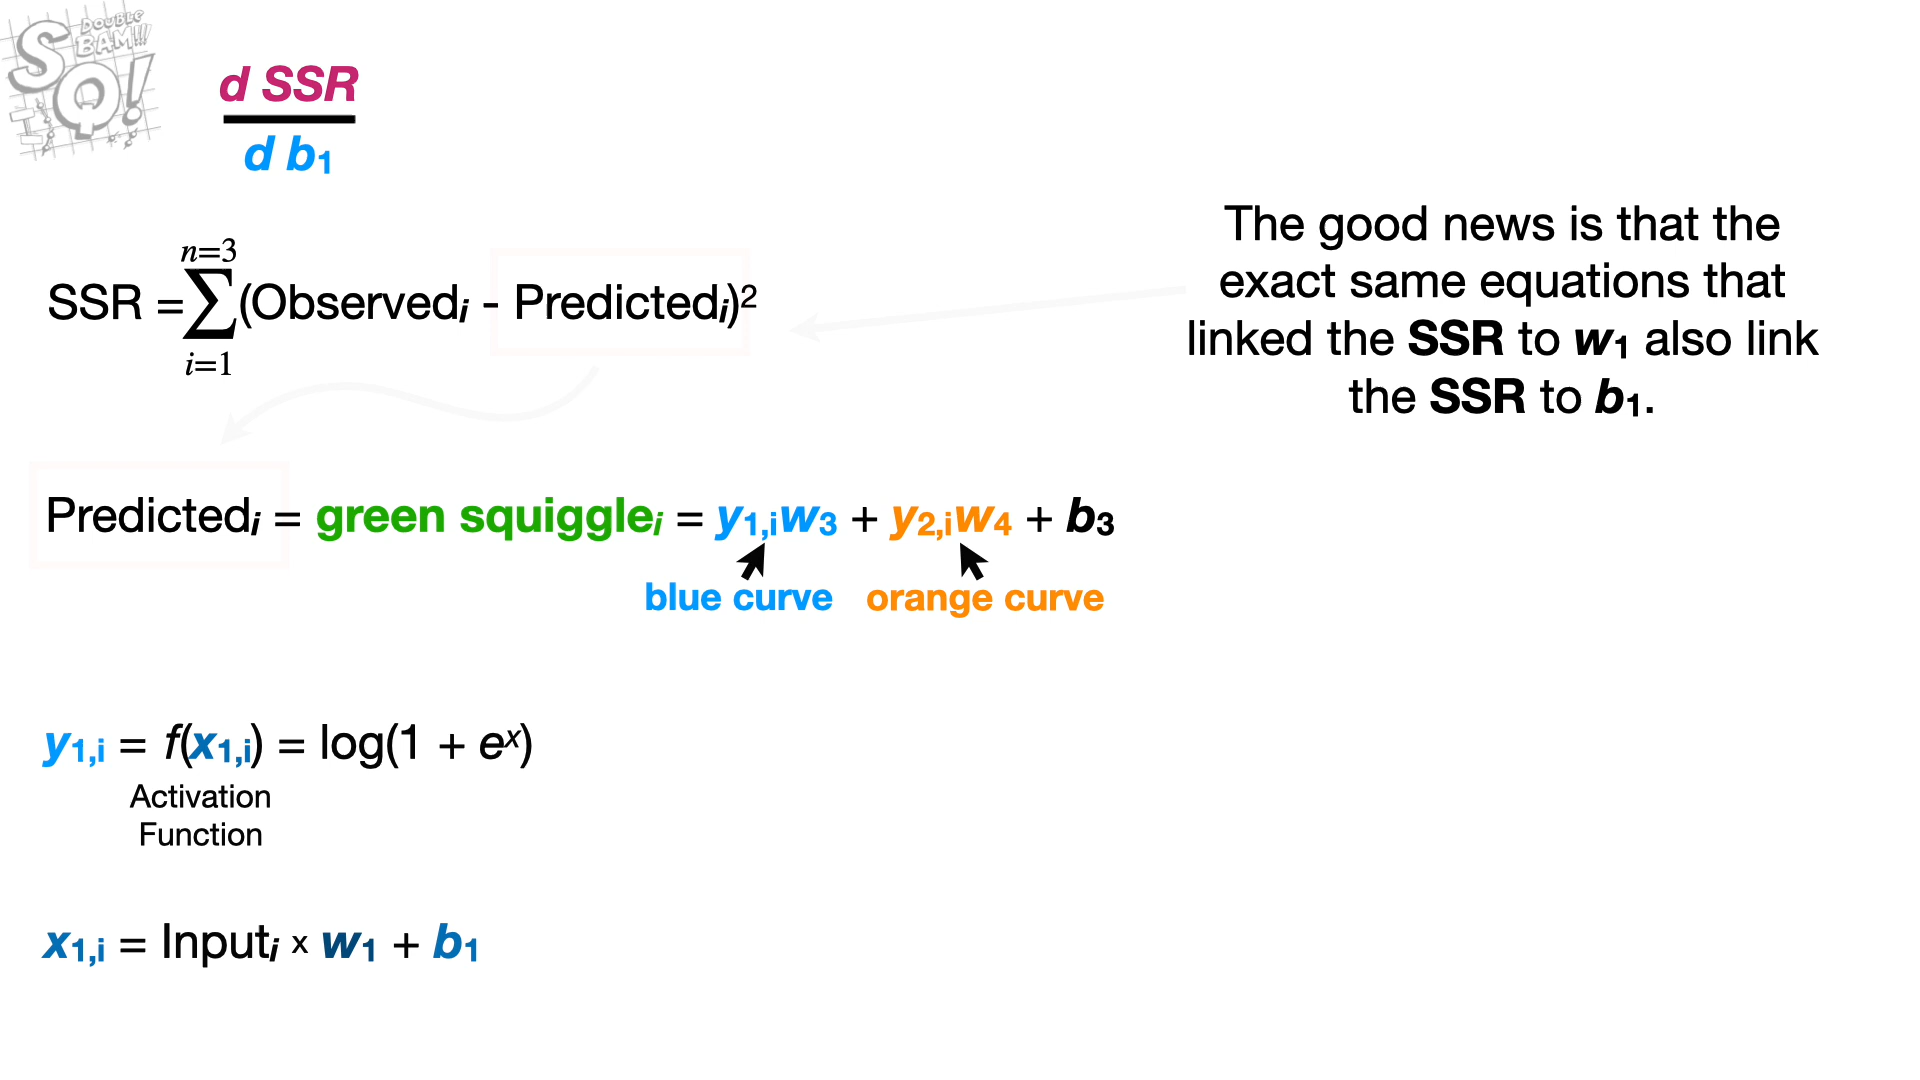 DOUBLE
BAM!!!
SQ!
d SSR
d b₁
n=3
SSR = ∑(Observedᵢ - Predictedᵢ)²
i=1
The good news is that the
exact same equations that
linked the SSR to w₁ also link
the SSR to b₁.
Predictedᵢ = green squiggleᵢ = y₁,ᵢw₃ + y₂,ᵢw₄ + b₃
blue curve orange curve
y₁,ᵢ = f(x₁,ᵢ) = log(1 + eˣ)
Activation
Function
x₁,ᵢ = Inputᵢ x w₁ + b₁